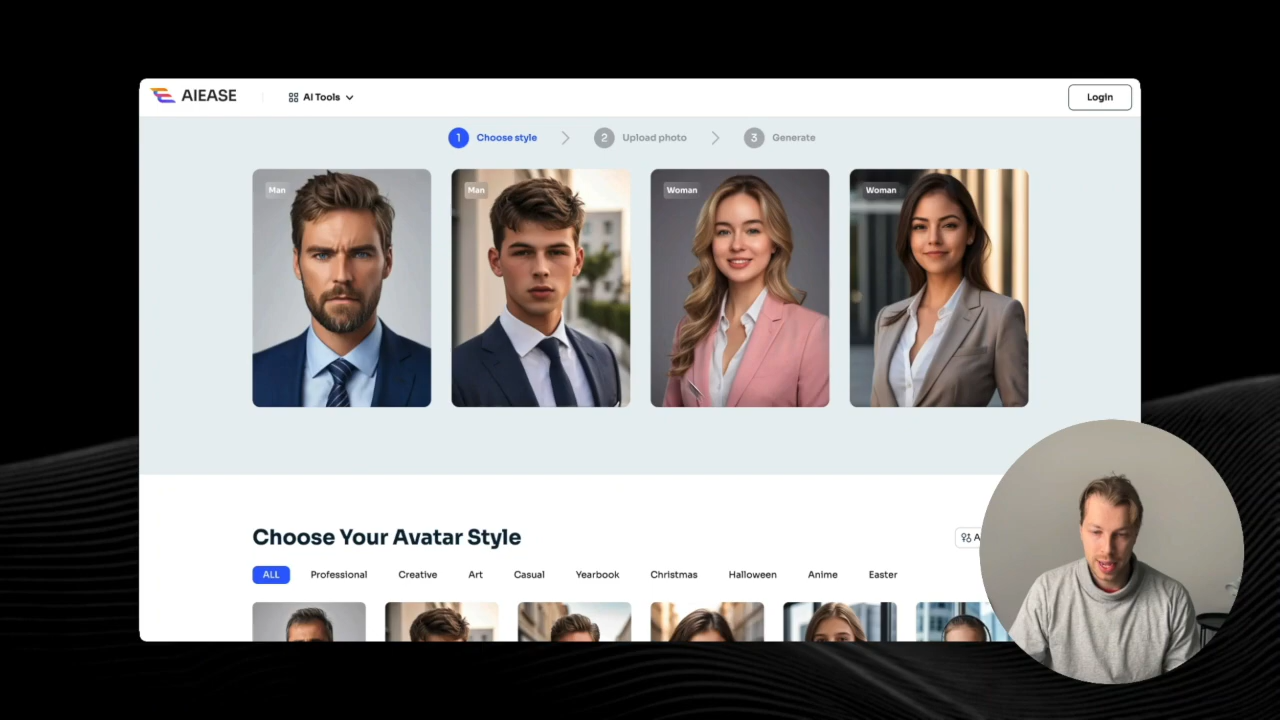 AIEASE
AI Tools
Login
1 Choose style
2 Upload photo
3 Generate
Man
Man
Woman
Woman
Choose Your Avatar Style
ALL
Professional
Creative
Art
Casual
Yearbook
Christmas
Halloween
Anime
Easter